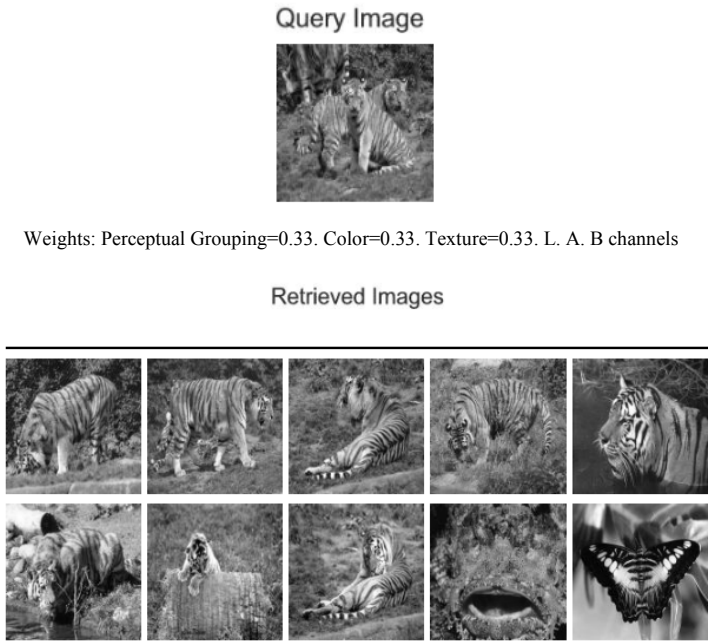 Query Image
Weights: Perceptual Grouping=0.33. Color=0.33. Texture=0.33. L. A. B channels
Retrieved Images